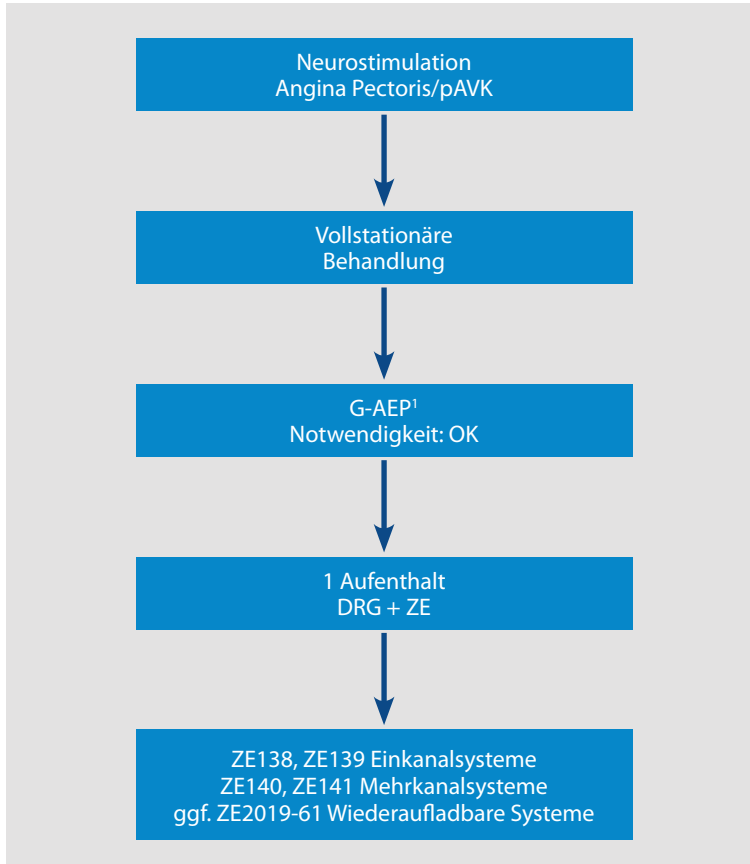 Neurostimulation
Angina Pectoris/pAVK
Vollstationäre
Behandlung
G-AEP¹
Notwendigkeit: OK
1 Aufenthalt
DRG + ZE
ZE138, ZE139 Einkanalsysteme
ZE140, ZE141 Mehrkanalsysteme
ggf. ZE2019-61 Wiederaufladbare Systeme